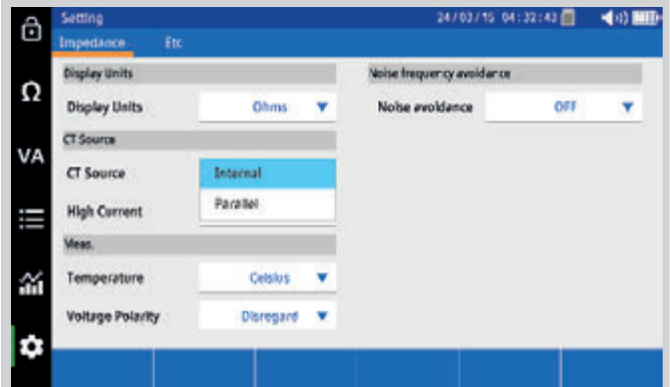 Setting
24/03/15 04:32:43
Impedance Etc
Display Units
Display Units Ohms
CT Source
CT Source Internal
Parallel
High Current
Meas.
Temperature Celsius
Voltage Polarity Disregard
Noise frequency avoidance
Noise avoidance OFF
Ω
VA